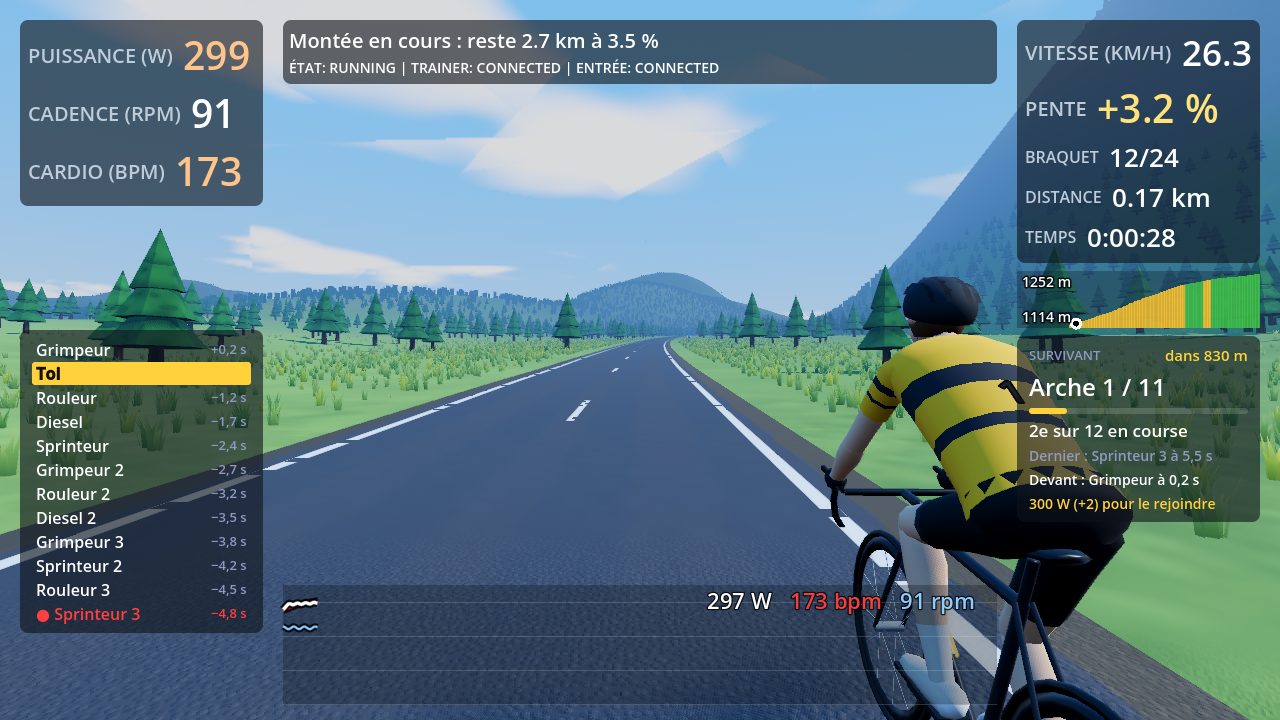 PUISSANCE (W) 299
CADENCE (RPM) 91
CARDIO (BPM) 173
Montée en cours : reste 2.7 km à 3.5 %
ÉTAT: RUNNING | TRAINER: CONNECTED | ENTRÉE: CONNECTED
VITESSE (KM/H) 26.3
PENTE +3.2 %
BRAQUET 12/24
DISTANCE 0.17 km
TEMPS 0:00:28
1252 m
1114 m
SURVIVANT dans 830 m
Arche 1 / 11
2e sur 12 en course
Dernier : Sprinteur 3 à 5,5 s
Devant : Grimpeur à 0,2 s
300 W (+2) pour le rejoindre
Grimpeur +0,2 s
Toi
Rouleur −1,2 s
Diesel −1,7 s
Sprinteur −2,4 s
Grimpeur 2 −2,7 s
Rouleur 2 −3,2 s
Diesel 2 −3,5 s
Grimpeur 3 −3,8 s
Sprinteur 2 −4,2 s
Rouleur 3 −4,5 s
Sprinteur 3 −4,8 s
297 W 173 bpm 91 rpm